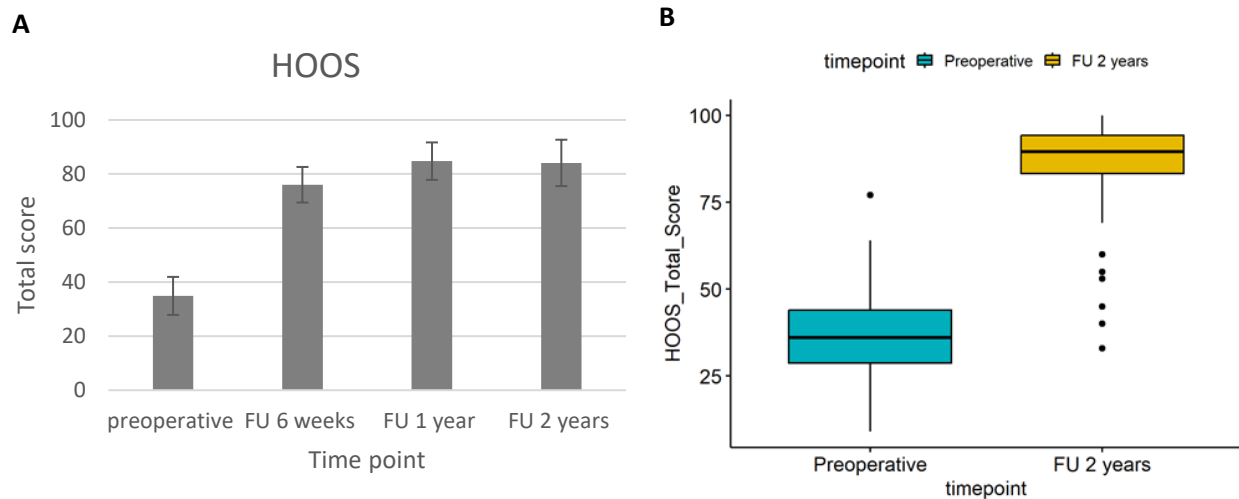 A
HOOS
Total score
100
80
60
40
20
0
preoperative FU 6 weeks FU 1 year FU 2 years
Time point
B
timepoint Preoperative FU 2 years
HOOS_Total_Score
100
75
50
25
Preoperative FU 2 years
timepoint